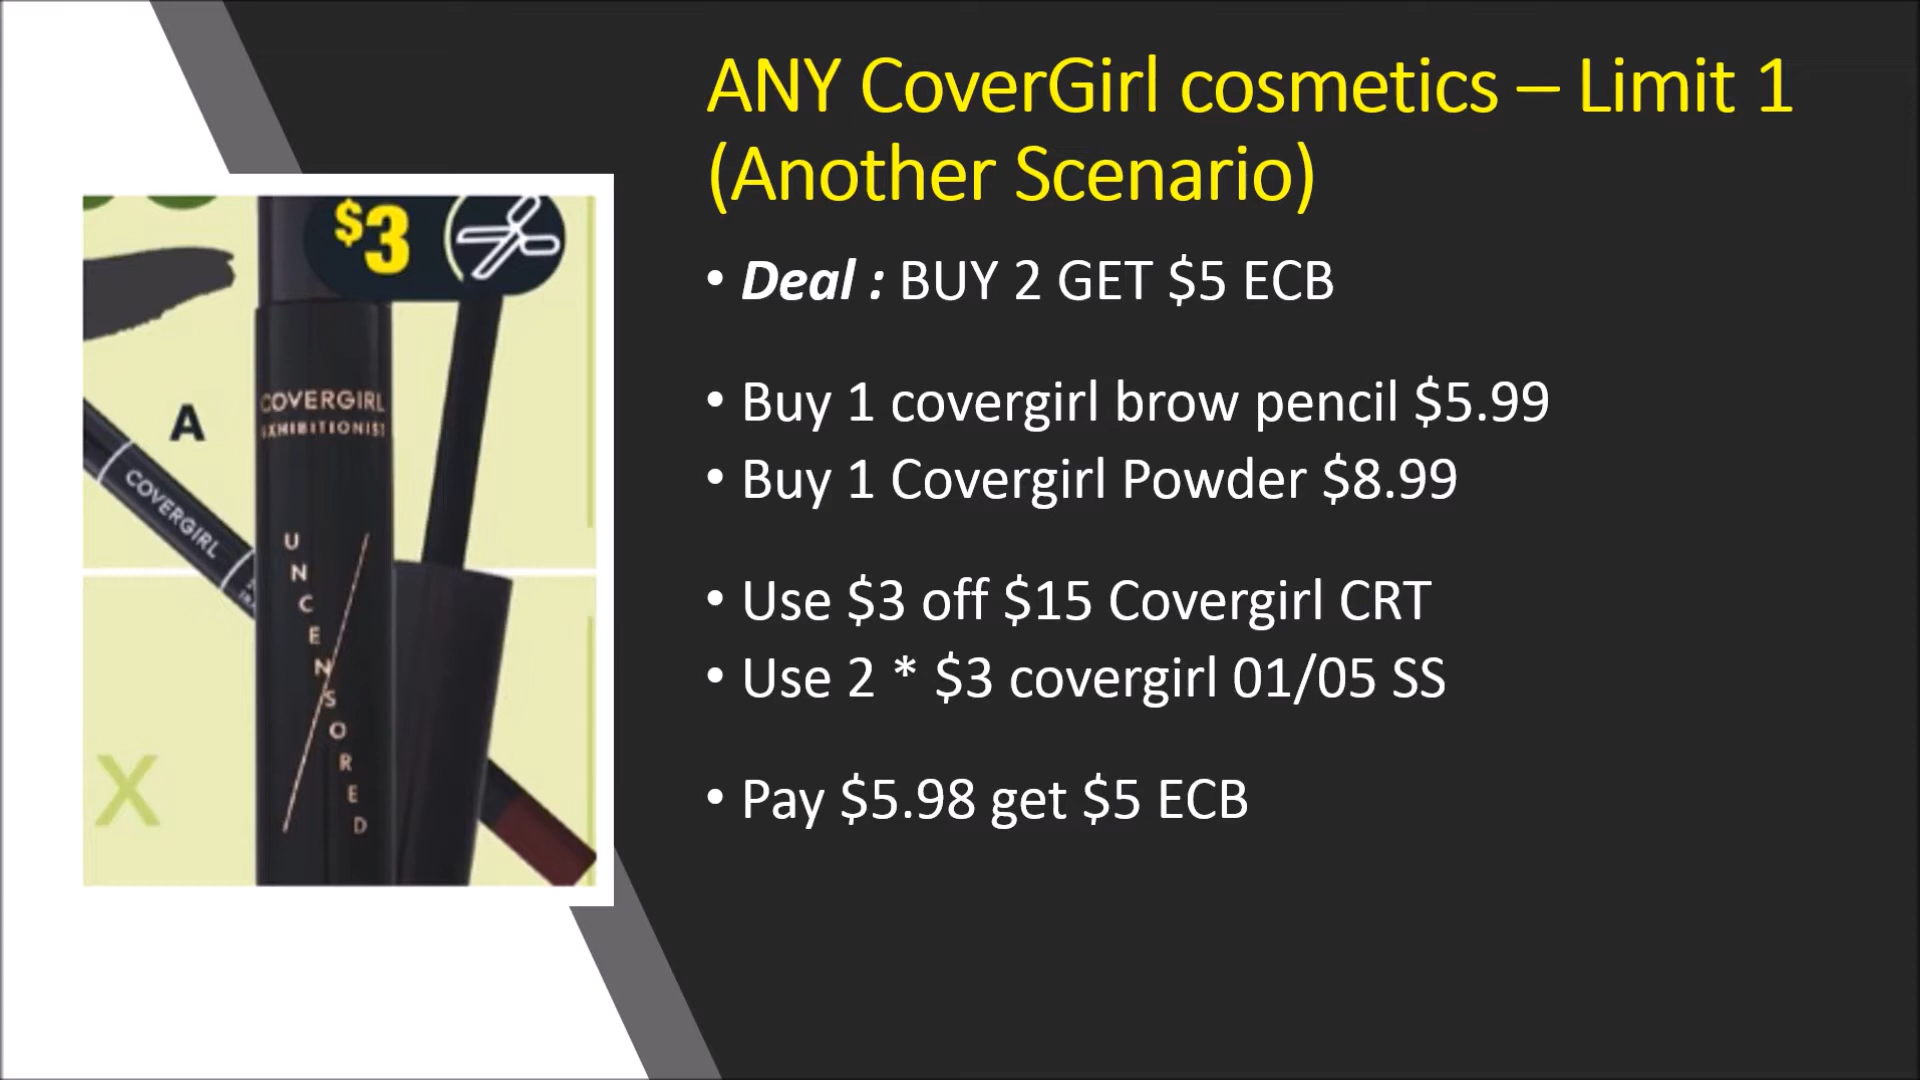 ANY CoverGirl cosmetics – Limit 1
(Another Scenario)
• Deal : BUY 2 GET $5 ECB
• Buy 1 covergirl brow pencil $5.99
• Buy 1 Covergirl Powder $8.99
• Use $3 off $15 Covergirl CRT
• Use 2 * $3 covergirl 01/05 SS
• Pay $5.98 get $5 ECB
$3
A
COVERGIRL
EXHIBITIONIST
COVERGIRL
UNCENSORED
X